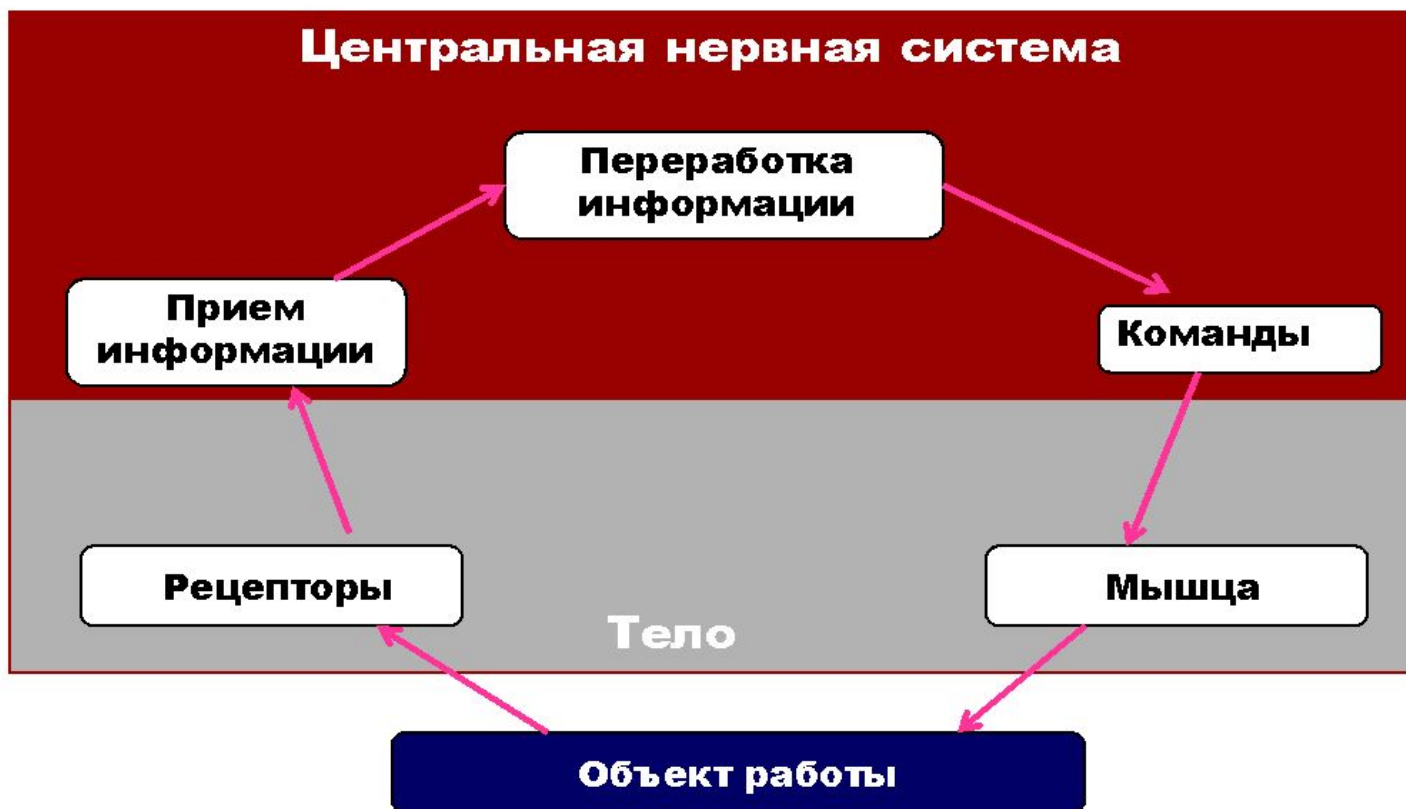 Центральная нервная система
Переработка
информации
Прием
информации
Команды
Рецепторы
Мышца
Тело
Объект работы